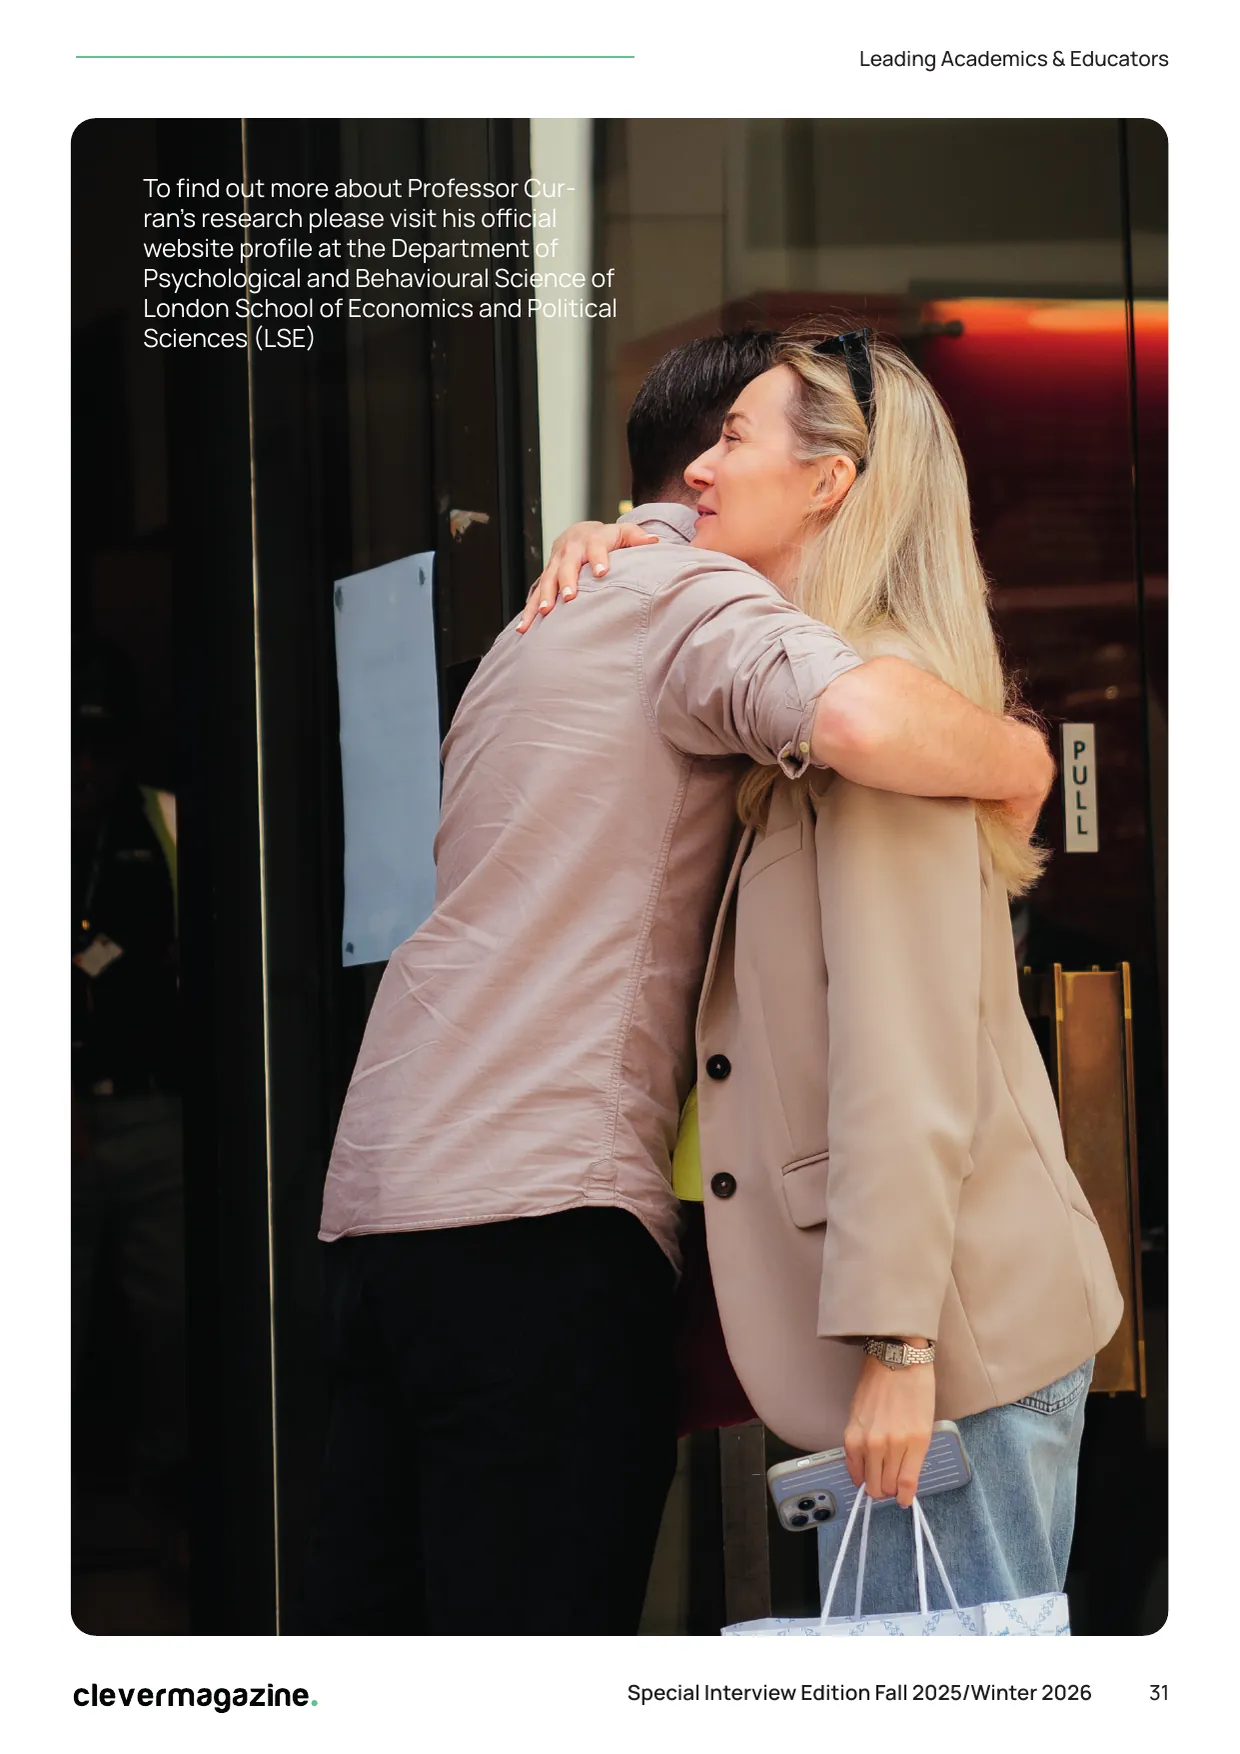 Leading Academics & Educators
To find out more about Professor Cur-
ran's research please visit his official
website profile at the Department of
Psychological and Behavioural Science of
London School of Economics and Political
Sciences (LSE)
PULL
clevermagazine.
Special Interview Edition Fall 2025/Winter 2026 31